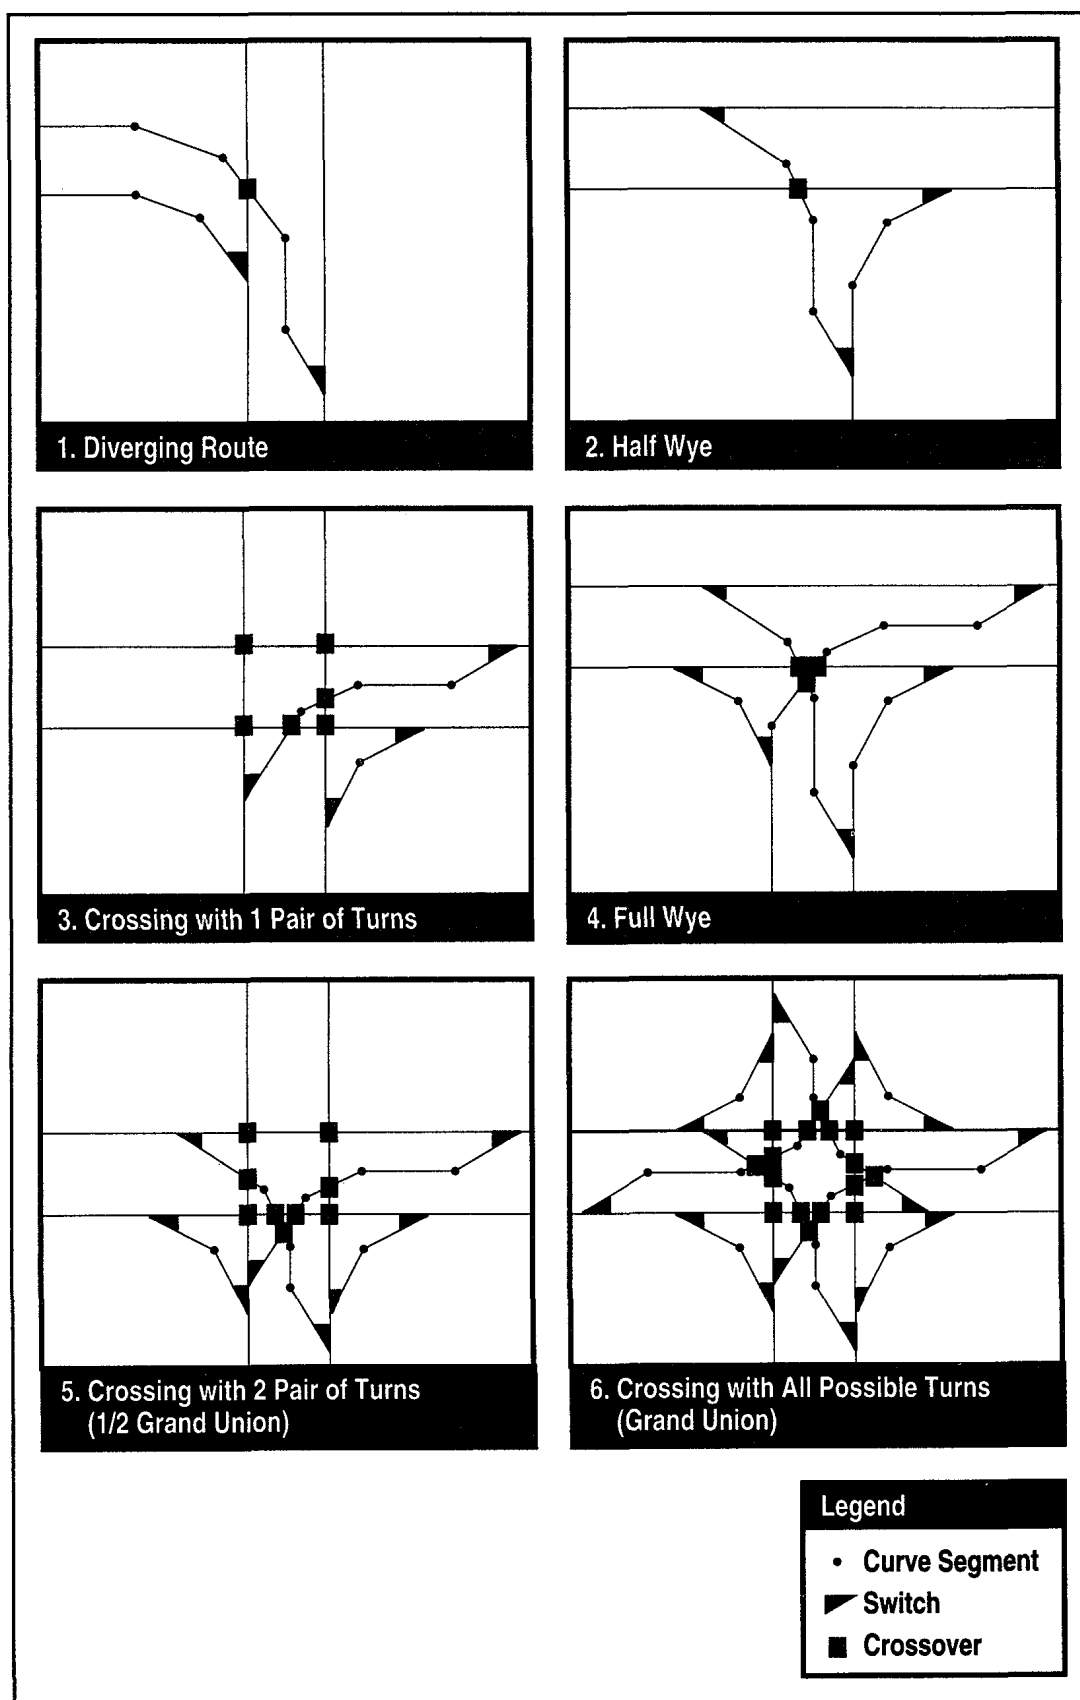 1. Diverging Route
2. Half Wye
3. Crossing with 1 Pair of Turns
4. Full Wye
5. Crossing with 2 Pair of Turns
(1/2 Grand Union)
6. Crossing with All Possible Turns
(Grand Union)
Legend
Curve Segment
Switch
Crossover